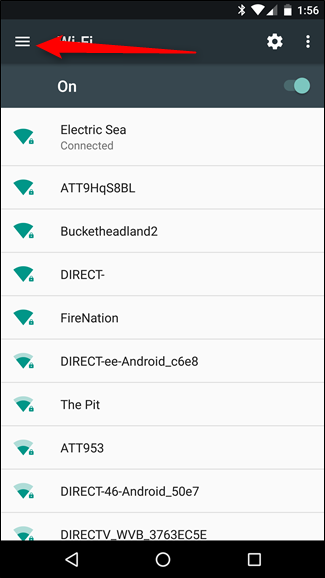 1:56
Wi-Fi
On
Electric Sea
Connected
ATT9HqS8BL
Bucketheadland2
DIRECT-
FireNation
DIRECT-ee-Android_c6e8
The Pit
ATT953
DIRECT-46-Android_50e7
DIRECTV_WVB_3763EC5E